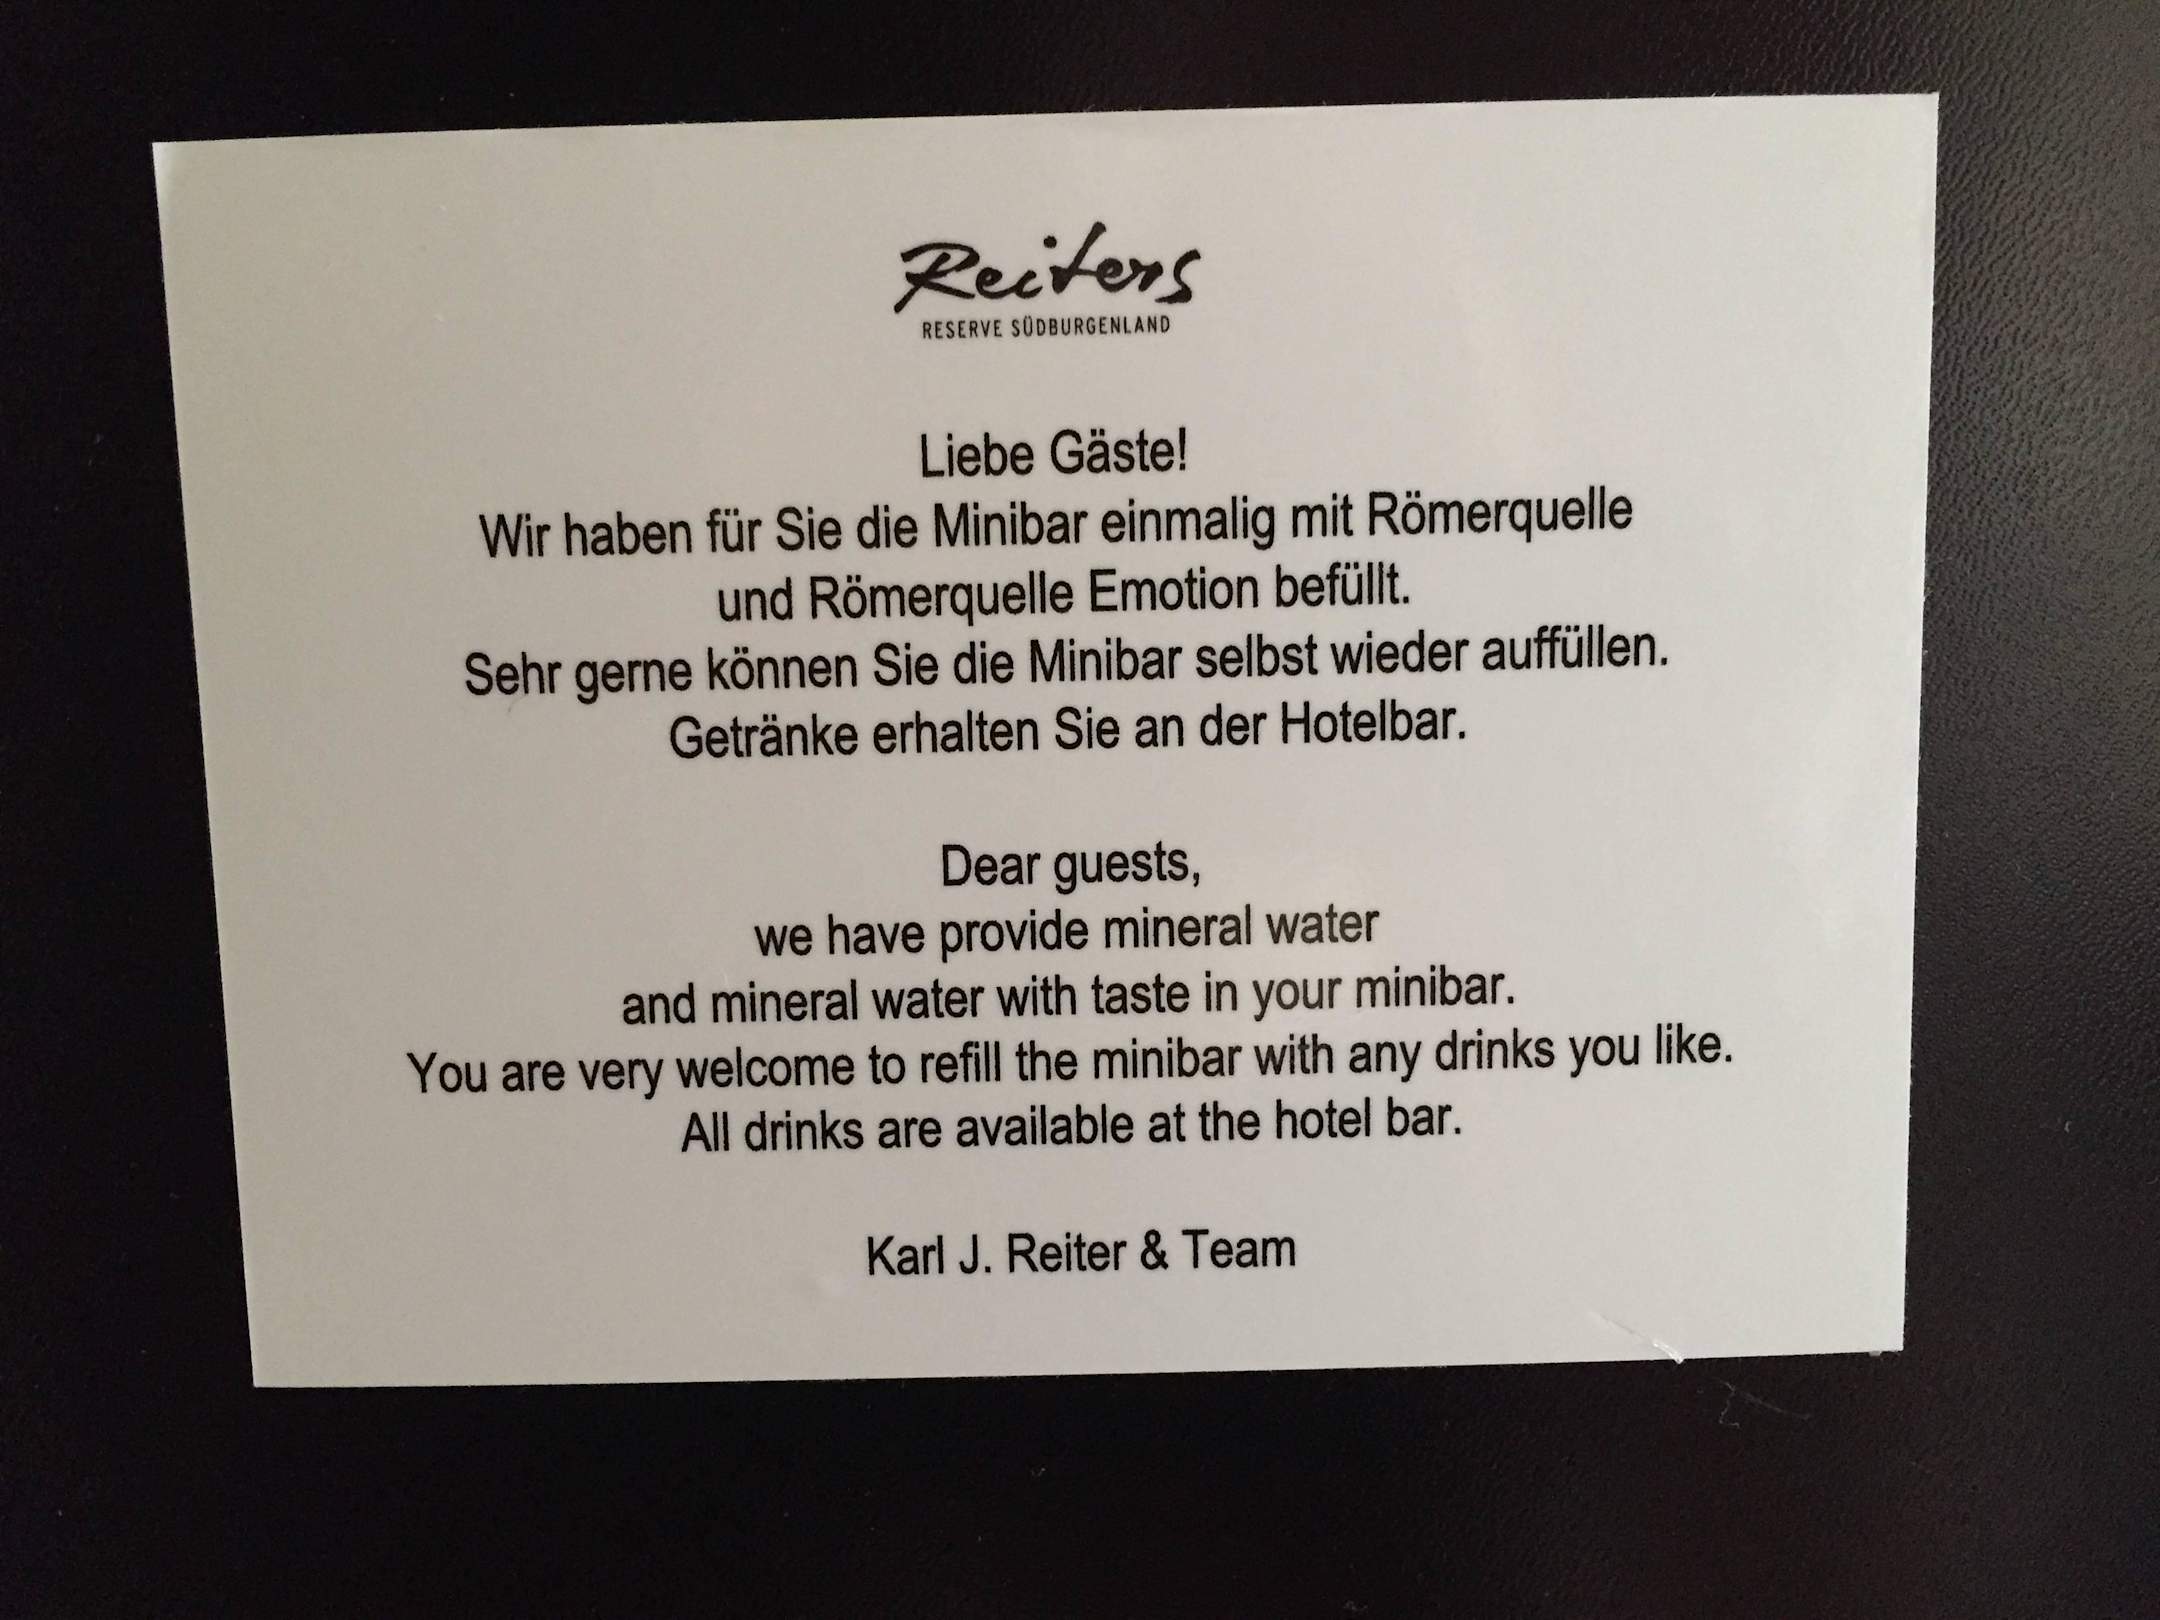 Reiters
RESERVE SÜDBURGENLAND
Liebe Gäste!
Wir haben für Sie die Minibar einmalig mit Römerquelle
und Römerquelle Emotion befüllt.
Sehr gerne können Sie die Minibar selbst wieder auffüllen.
Getränke erhalten Sie an der Hotelbar.
Dear guests,
we have provide mineral water
and mineral water with taste in your minibar.
You are very welcome to refill the minibar with any drinks you like.
All drinks are available at the hotel bar.
Karl J. Reiter & Team